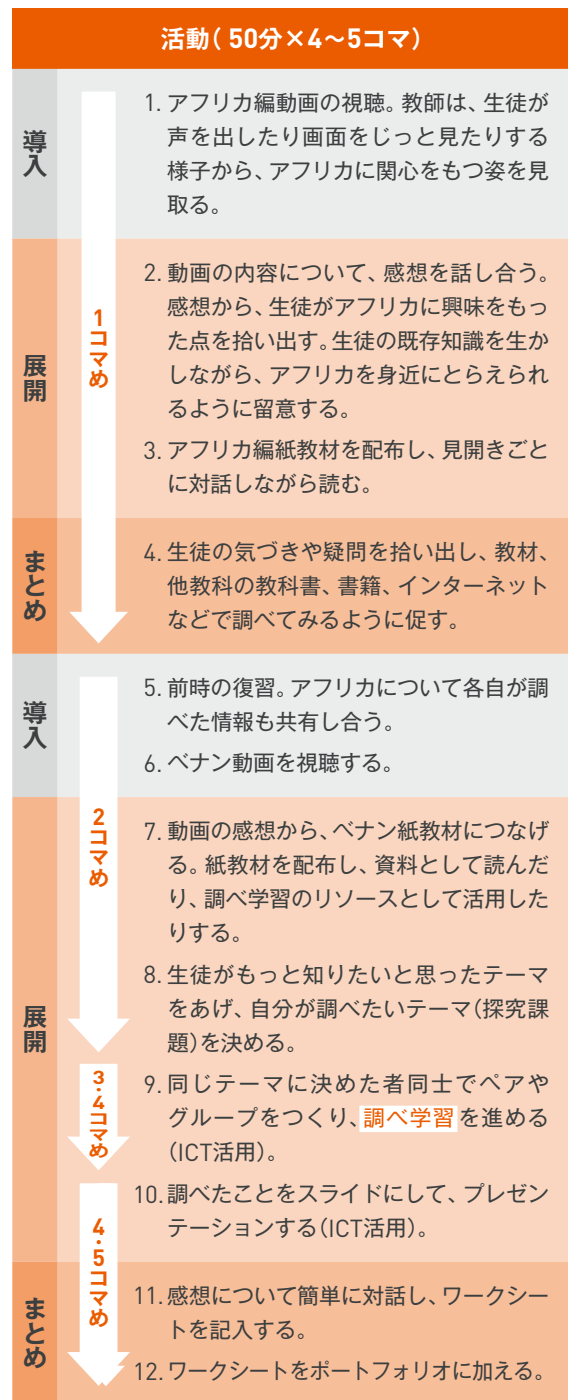 活動(50分×4〜5コマ)
導入
1. アフリカ編動画の視聴。教師は、生徒が
声を出したり画面をじっと見たりする
様子から、アフリカに関心をもつ姿を見
取る。
1コマめ
展開
2. 動画の内容について、感想を話し合う。
感想から、生徒がアフリカに興味をもっ
た点を拾い出す。生徒の既存知識を生か
しながら、アフリカを身近にとらえられ
るように留意する。
3. アフリカ編紙教材を配布し、見開きごと
に対話しながら読む。
まとめ
4. 生徒の気づきや疑問を拾い出し、教材、
他教科の教科書、書籍、インターネット
などで調べてみるように促す。
導入
5. 前時の復習。アフリカについて各自が調
べた情報も共有し合う。
6. ベナン動画を視聴する。
2コマめ
展開
7. 動画の感想から、ベナン紙教材につなげ
る。紙教材を配布し、資料として読んだ
り、調べ学習のリソースとして活用した
りする。
8. 生徒がもっと知りたいと思ったテーマ
をあげ、自分が調べたいテーマ(探究課
題)を決める。
3・4コマめ
9. 同じテーマに決めた者同士でペアや
グループをつくり、調べ学習を進める
(ICT活用)。
4・5コマめ
10. 調べたことをスライドにして、プレゼン
テーションする(ICT活用)。
まとめ
11. 感想について簡単に対話し、ワークシー
トを記入する。
12. ワークシートをポートフォリオに加える。